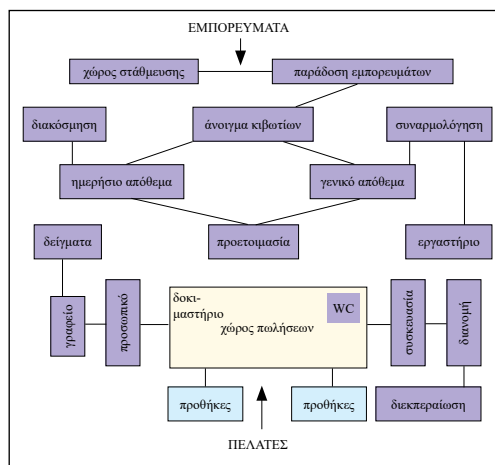 ΕΜΠΟΡΕΥΜΑΤΑ
χώρος στάθμευσης
παράδοση εμπορευμάτων
διακόσμηση
άνοιγμα κιβωτίων
συναρμολόγηση
ημερήσιο απόθεμα
γενικό απόθεμα
δείγματα
προετοιμασία
εργαστήριο
γραφείο
προσωπικό
δοκι-
μαστήριο
χώρος πωλήσεων
WC
συσκευασία
διανομή
προθήκες
προθήκες
διεκπεραίωση
ΠΕΛΑΤΕΣ